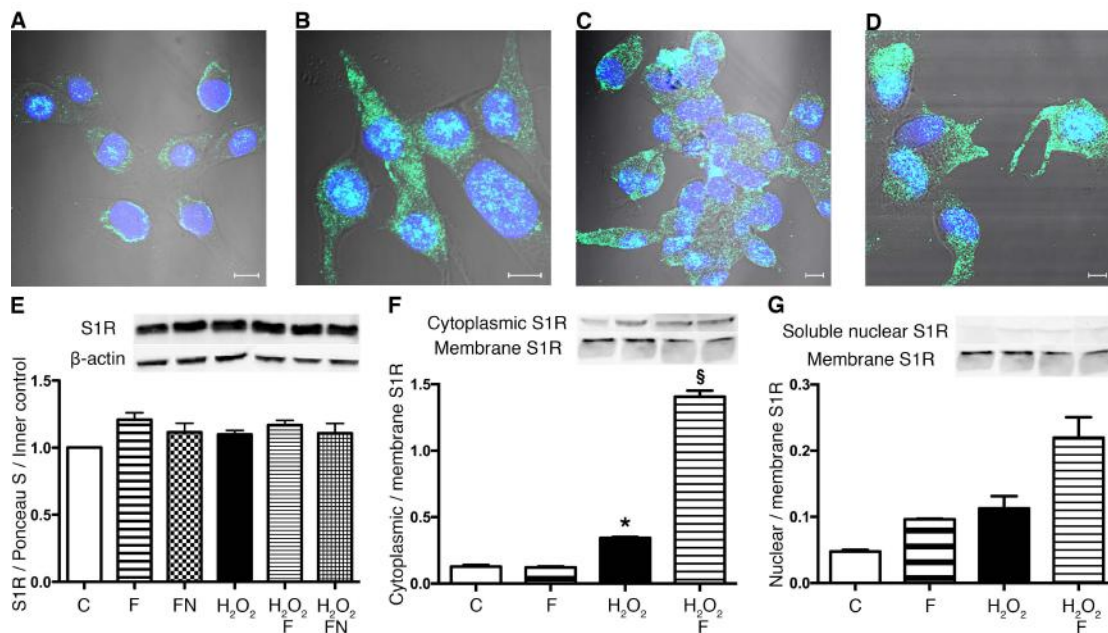 A B C D
E
S1R
β-actin
S1R / Ponceau S / Inner control
1.5
1.0
0.5
0.0
C F FN H₂O₂ H₂O₂ H₂O₂
F FN
F
Cytoplasmic S1R
Membrane S1R
Cytoplasmic / membrane S1R
1.5
1.0
0.5
0.0
*
§
C F H₂O₂ H₂O₂
F
G
Soluble nuclear S1R
Membrane S1R
Nuclear / membrane S1R
0.3
0.2
0.1
0.0
C F H₂O₂ H₂O₂
F